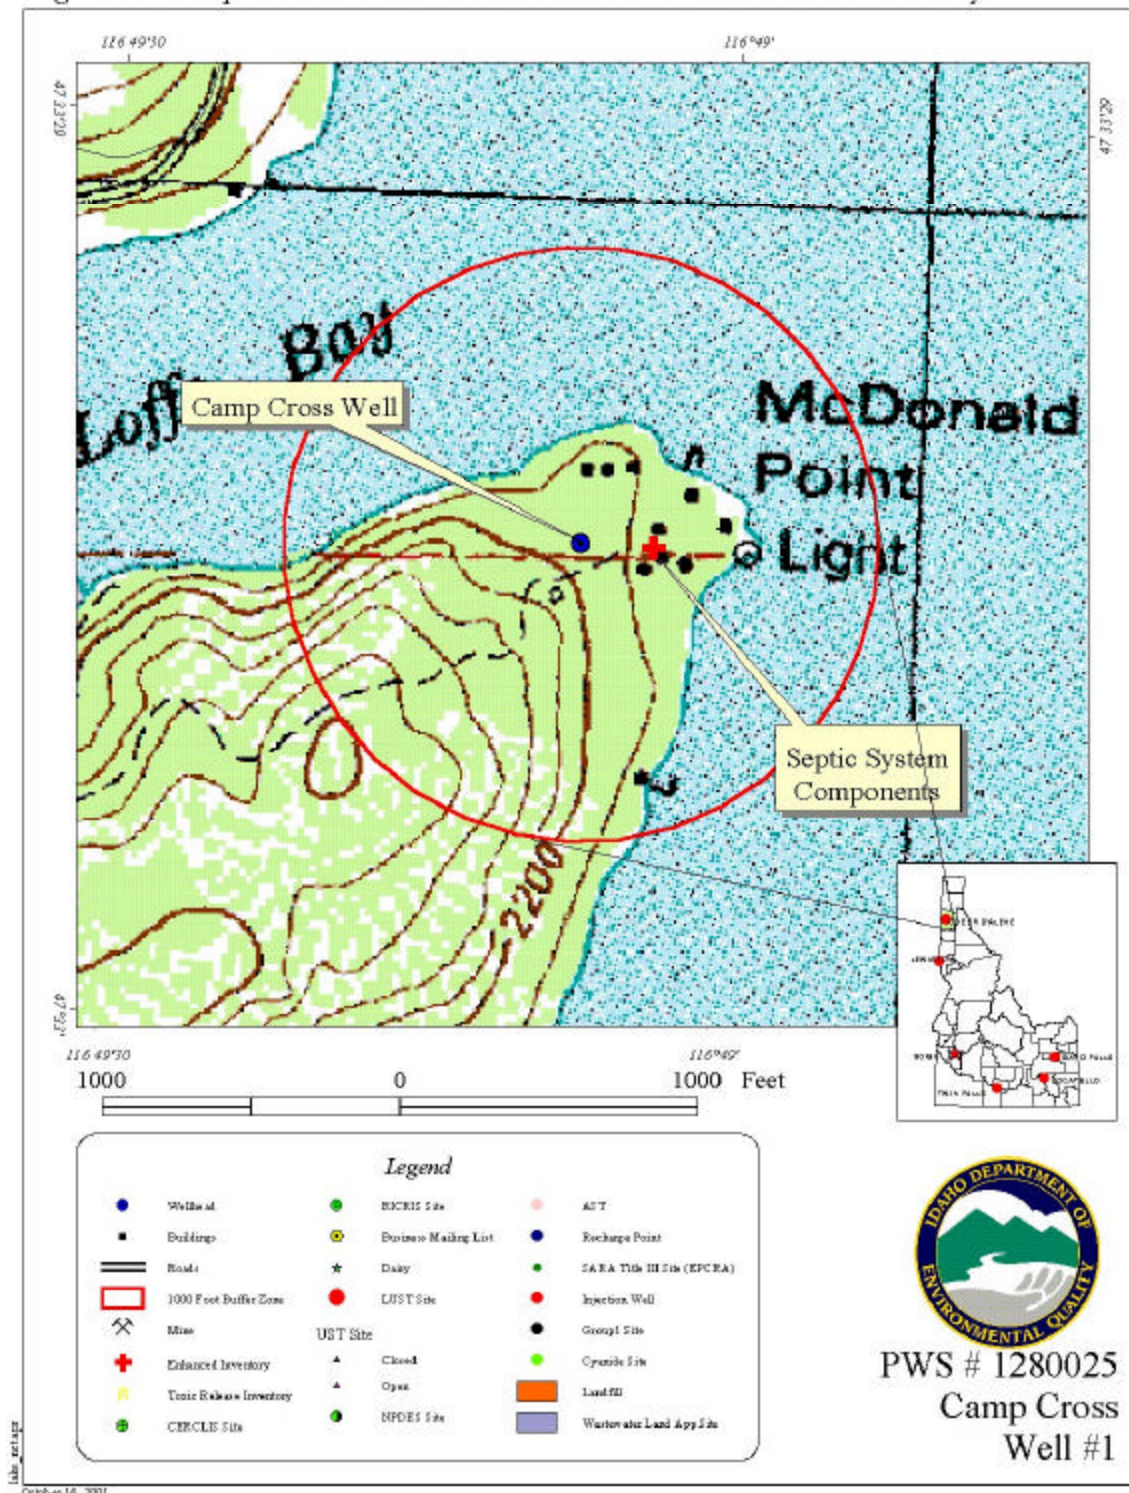 116 49'30
116°49'
47 33'29
47 33'29
Bay
Loff
Camp Cross Well
McDonald
Point
Light
Septic System
Components
2200
116 49'30
116°49'
1000 0 1000 Feet
TWIN FALLS
Legend
Wellhead
Buildings
Roads
1000 Foot Buffer Zone
Mine
Enhanced Inventory
Toxic Release Inventory
CERCLIS Site
RICRIS Site
Business Mailing List
Dairy
LUST Site
UST Site
Closed
Open
NPDES Site
AST
Recharge Point
SARA Title III Site (EPCRA)
Injection Well
Group1 Site
Cyanide Site
Landfill
Wastewater Land App Site
IDAHO DEPARTMENT OF
ENVIRONMENTAL QUALITY
PWS # 1280025
Camp Cross
Well #1